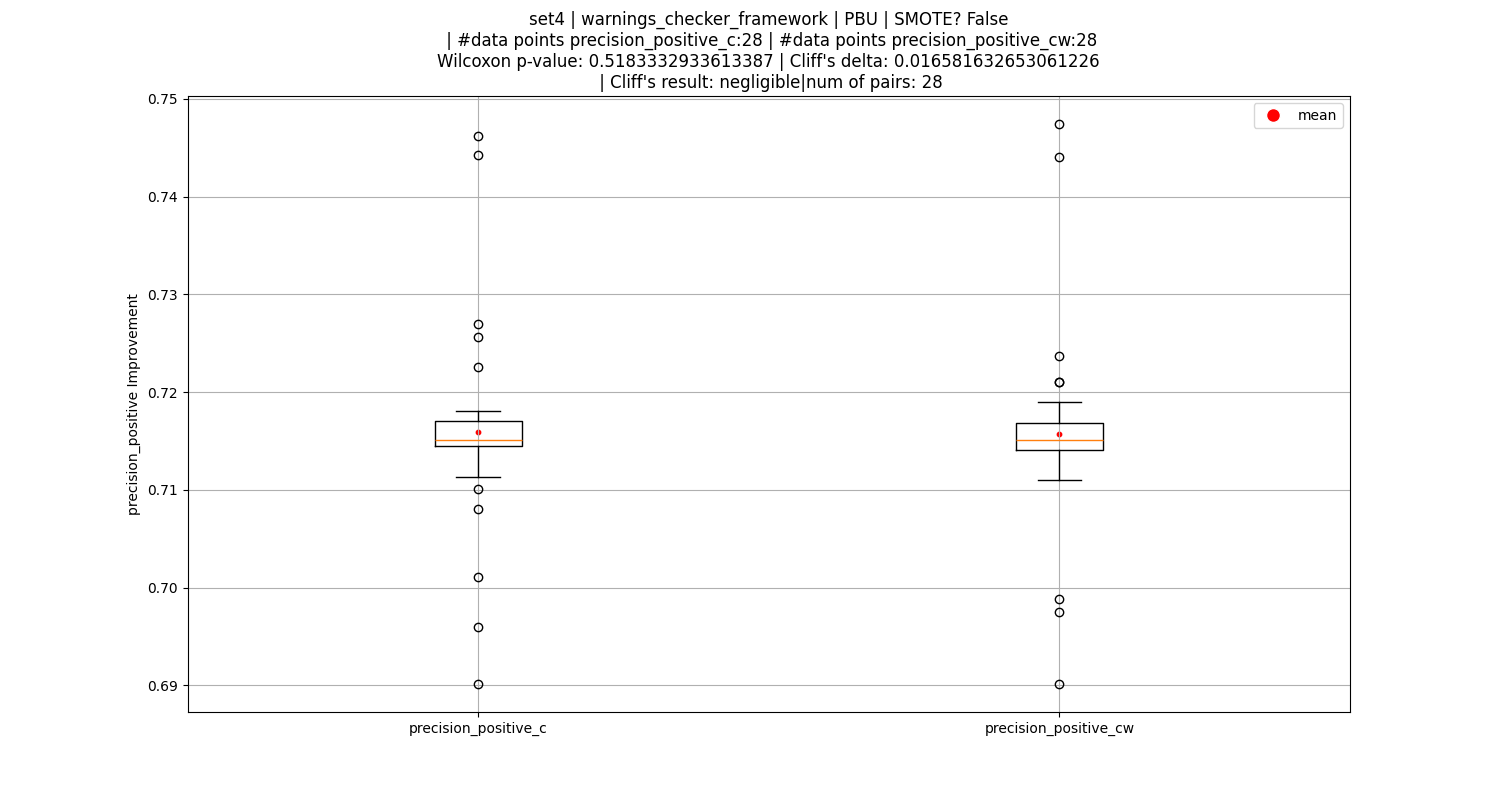 set4 | warnings_checker_framework | PBU | SMOTE? False
| #data points precision_positive_c:28 | #data points precision_positive_cw:28
Wilcoxon p-value: 0.5183332933613387 | Cliff's delta: 0.016581632653061226
| Cliff's result: negligible|num of pairs: 28
mean
precision_positive Improvement
0.75
0.74
0.73
0.72
0.71
0.70
0.69
precision_positive_c
precision_positive_cw